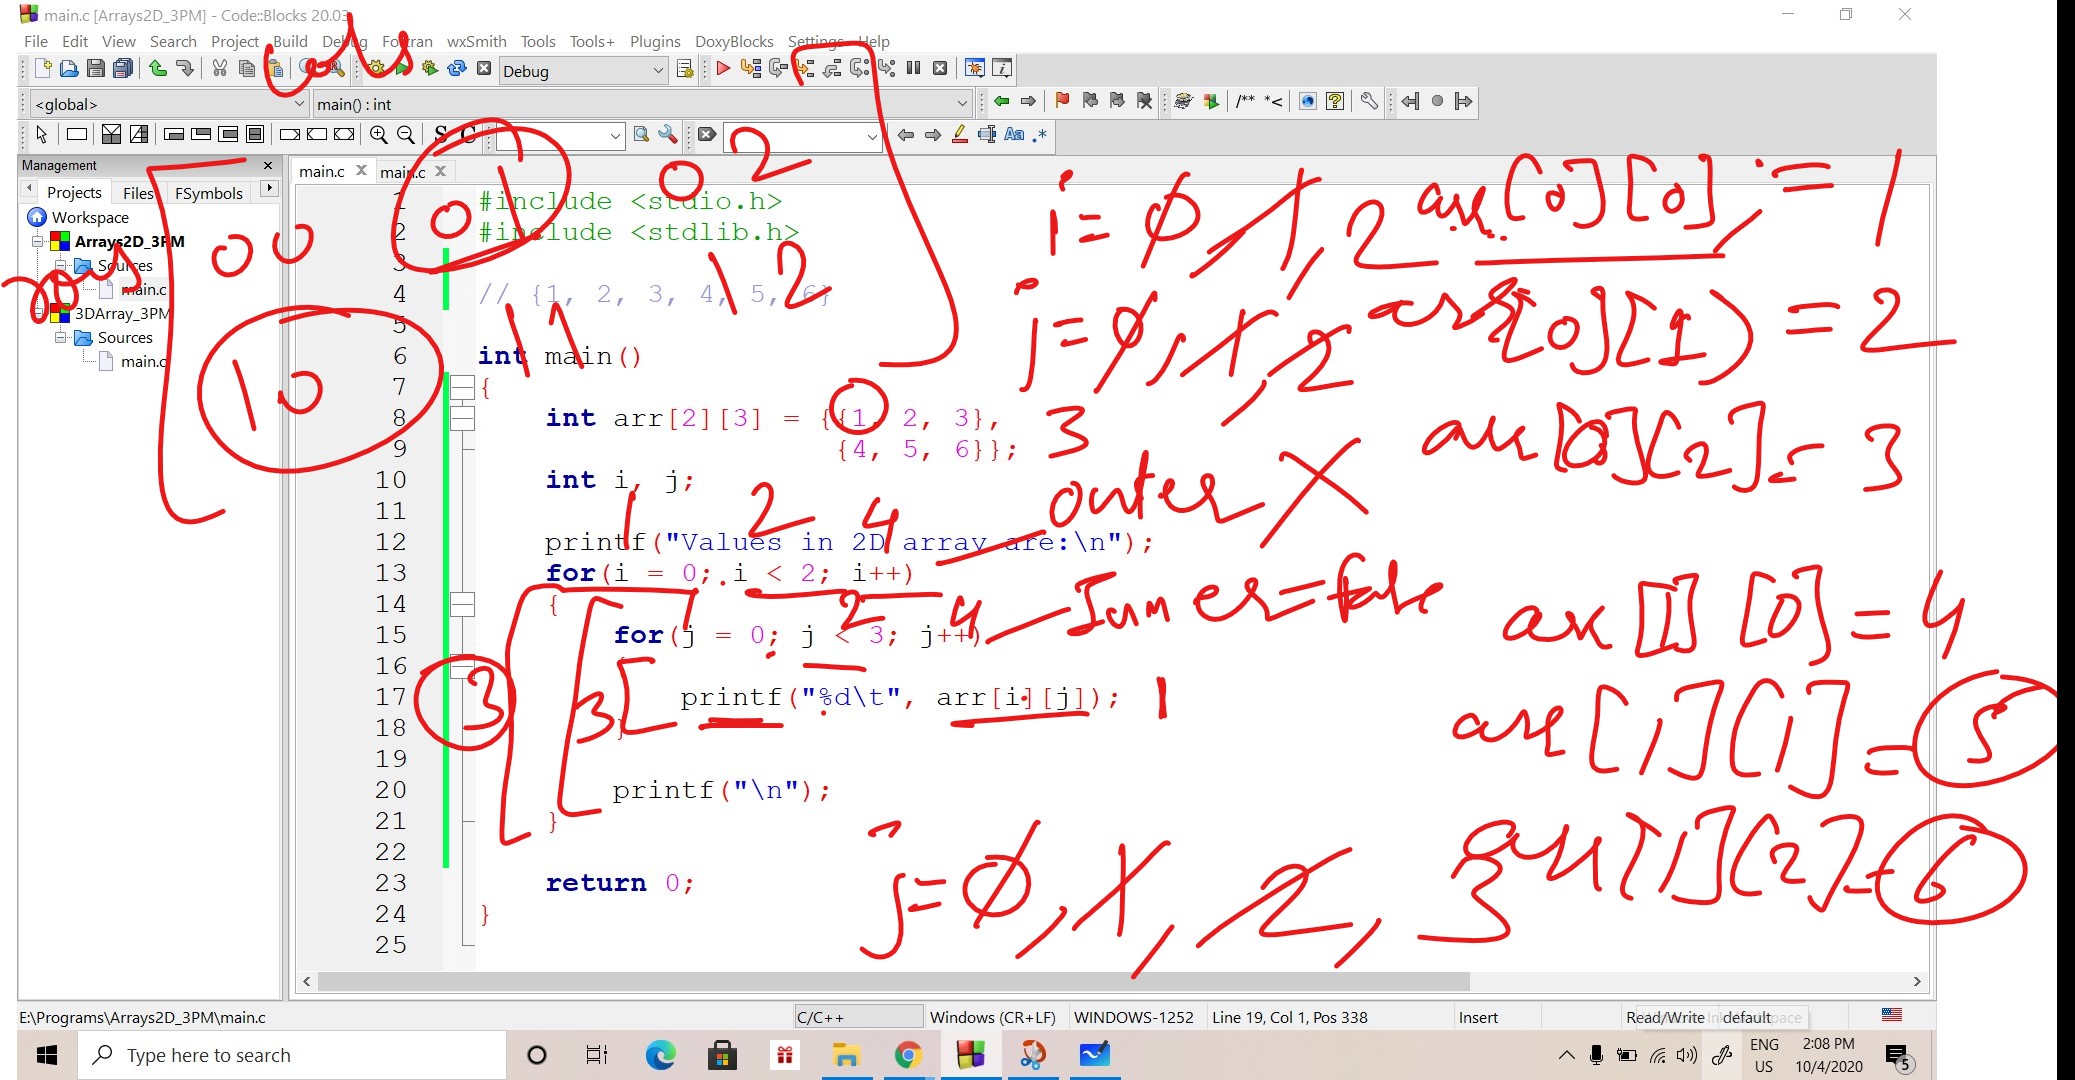 main.c [Arrays2D_3PM] - Code::Blocks 20.03
File Edit View Search Project Build Debug Fortran wxSmith Tools Tools+ Plugins DoxyBlocks Settings Help
cols
Debug
<global>
main() : int
/** *<
S C
Aa .*
Management
Projects Files FSymbols
Workspace
Arrays2D_3PM
Sources
main.c
3DArray_3PM
Sources
main.c
rows
00 01 02
10 11 12
main.c main.c
1 #include <stdio.h>
2 #include <stdlib.h>
3
4 // {1, 2, 3, 4, 5, 6}
5
6 int main()
7 {
8 int arr[2][3] = {{1, 2, 3},
9 {4, 5, 6}};
10 int i, j;
11
12 printf("Values in 2D array are:\n");
13 for(i = 0; i < 2; i++)
14 {
15 for(j = 0; j < 3; j++)
16
17 printf("%d\t", arr[i][j]);
18 }
19
20 printf("\n");
21 }
22
23 return 0;
24 }
25
i = 0, 1, 2
j = 0, 1, 2
3
arr[0][0] = 1
arr[0][1) = 2
arr[0][2] = 3
1 2 4
outer X
1 2 4
Inner = false
3
3
1
arr[1][0] = 4
arr[1][1] = 5
arr[1][2] = 6
j = 0, 1, 2, 3
E:\Programs\Arrays2D_3PM\main.c
C/C++
Windows (CR+LF)
WINDOWS-1252
Line 19, Col 1, Pos 338
Insert
Read/Write
default
Type here to search
ENG
US
2:08 PM
10/4/2020
5